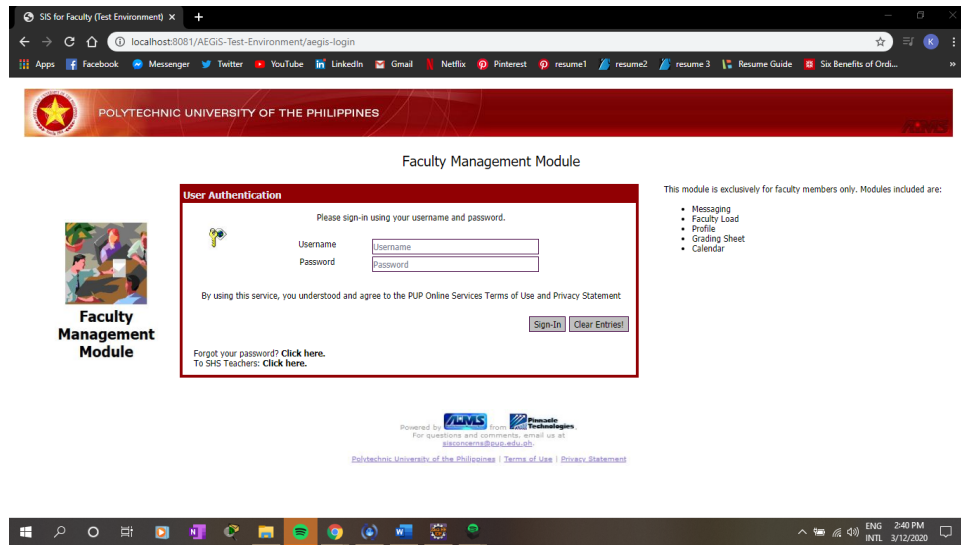 SIS for Faculty (Test Environment)
localhost:8081/AEGiS-Test-Environment/aegis-login
K
Apps Facebook Messenger Twitter YouTube LinkedIn Gmail Netflix Pinterest resume1 resume2 resume 3 Resume Guide Six Benefits of Ordi...
POLYTECHNIC UNIVERSITY OF THE PHILIPPINES
Faculty Management Module
User Authentication
Please sign-in using your username and password.
Username Username
Password Password
By using this service, you understood and agree to the PUP Online Services Terms of Use and Privacy Statement
Sign-In Clear Entries!
Forgot your password? Click here.
To SHS Teachers: Click here.
Faculty
Management
Module
This module is exclusively for faculty members only. Modules included are:
• Messaging
• Faculty Load
• Profile
• Grading Sheet
• Calendar
Powered by AIMS from Pinnacle Technologies.
For questions and comments, email us at
sisconcerns@pup.edu.ph.
Polytechnic University of the Philippines | Terms of Use | Privacy Statement
ENG 2:40 PM
INTL 3/12/2020